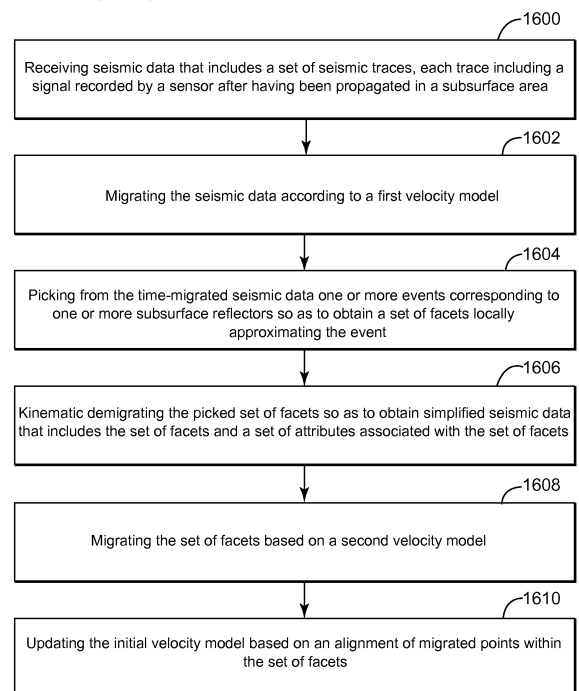 1600
Receiving seismic data that includes a set of seismic traces, each trace including a
signal recorded by a sensor after having been propagated in a subsurface area
1602
Migrating the seismic data according to a first velocity model
1604
Picking from the time-migrated seismic data one or more events corresponding to
one or more subsurface reflectors so as to obtain a set of facets locally
approximating the event
1606
Kinematic demigrating the picked set of facets so as to obtain simplified seismic data
that includes the set of facets and a set of attributes associated with the set of facets
1608
Migrating the set of facets based on a second velocity model
1610
Updating the initial velocity model based on an alignment of migrated points within
the set of facets